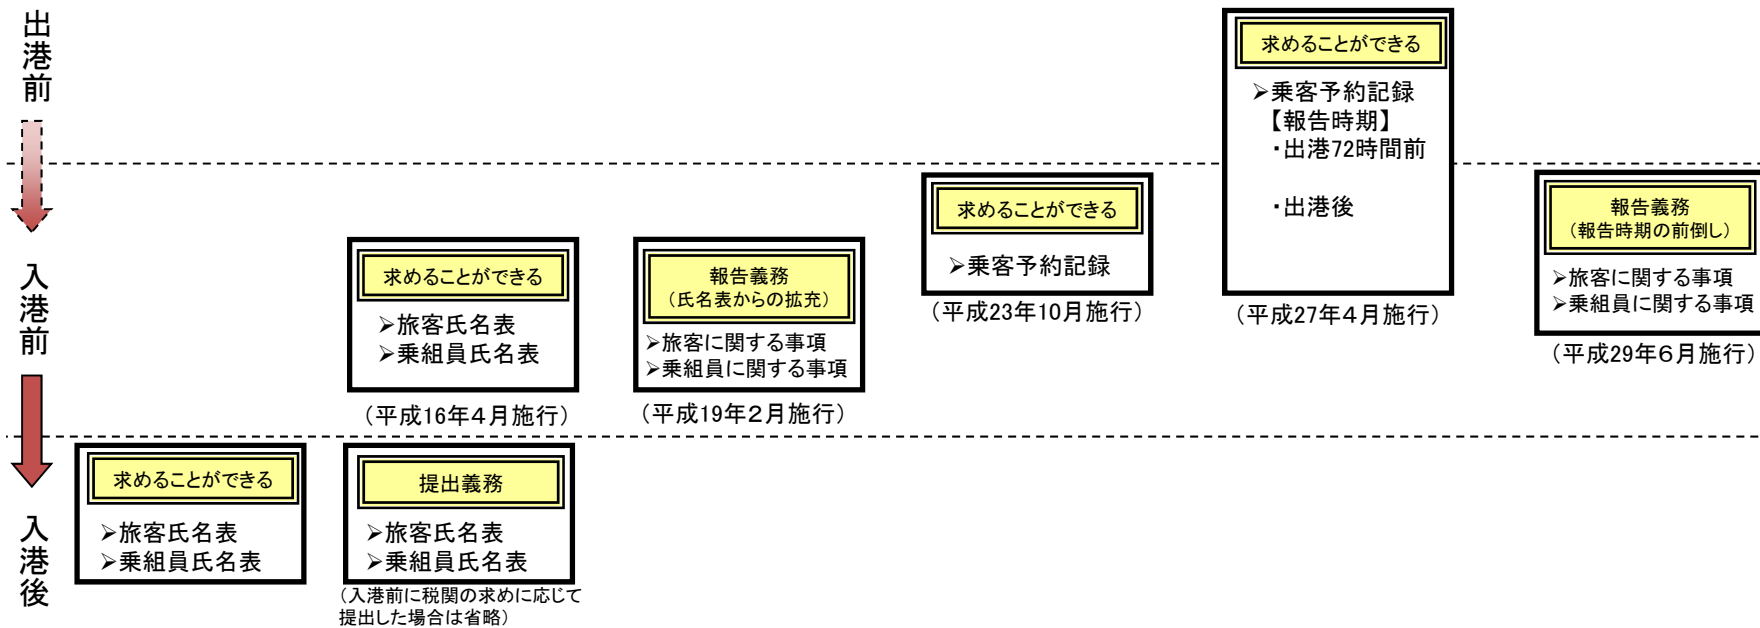 出港前
求めることができる
➢乗客予約記録
【報告時期】
・出港72時間前
・出港後
(平成27年4月施行)
求めることができる
➢乗客予約記録
(平成23年10月施行)
報告義務
(報告時期の前倒し)
➢旅客に関する事項
➢乗組員に関する事項
(平成29年6月施行)
入港前
求めることができる
➢旅客氏名表
➢乗組員氏名表
(平成16年4月施行)
報告義務
(氏名表からの拡充)
➢旅客に関する事項
➢乗組員に関する事項
(平成19年2月施行)
入港後
求めることができる
➢旅客氏名表
➢乗組員氏名表
提出義務
➢旅客氏名表
➢乗組員氏名表
(入港前に税関の求めに応じて
提出した場合は省略)